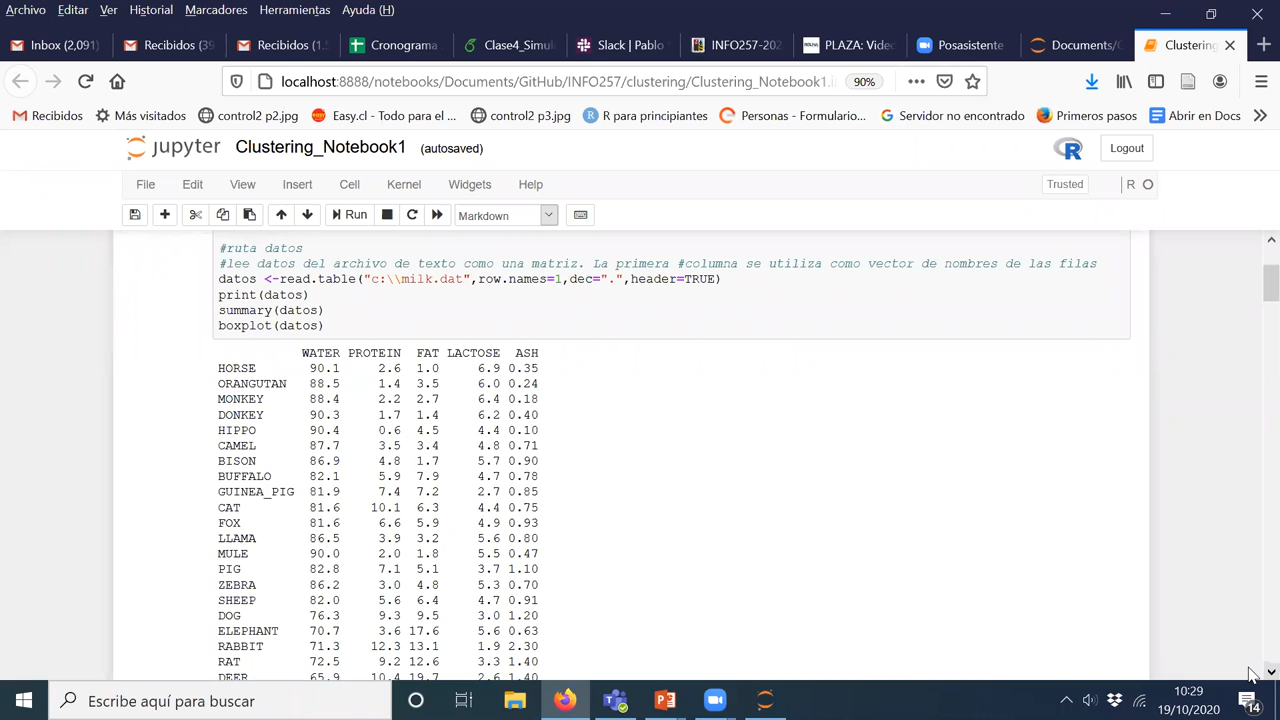 Archivo Editar Ver Historial Marcadores Herramientas Ayuda (H)
Inbox (2,091) Recibidos (39 Recibidos (1.5 Cronograma Clase4_Simul Slack | Pablo INFO257-202 PLAZA: Vide Posasistente Documents/C Clustering
localhost:8888/notebooks/Documents/GitHub/INFO257/clustering/Clustering_Notebook1.i 90%
Recibidos Más visitados control2 p2.jpg Easy.cl - Todo para el ... control2 p3.jpg R para principiantes Personas - Formulario... Servidor no encontrado Primeros pasos Abrir en Docs
jupyter Clustering_Notebook1 (autosaved) Logout
File Edit View Insert Cell Kernel Widgets Help Trusted R
Run Markdown
#ruta datos
#lee datos del archivo de texto como una matriz. La primera #columna se utiliza como vector de nombres de las filas
datos <-read.table("c:\\milk.dat",row.names=1,dec=".",header=TRUE)
print(datos)
summary(datos)
boxplot(datos)
WATER PROTEIN FAT LACTOSE ASH
HORSE 90.1 2.6 1.0 6.9 0.35
ORANGUTAN 88.5 1.4 3.5 6.0 0.24
MONKEY 88.4 2.2 2.7 6.4 0.18
DONKEY 90.3 1.7 1.4 6.2 0.40
HIPPO 90.4 0.6 4.5 4.4 0.10
CAMEL 87.7 3.5 3.4 4.8 0.71
BISON 86.9 4.8 1.7 5.7 0.90
BUFFALO 82.1 5.9 7.9 4.7 0.78
GUINEA_PIG 81.9 7.4 7.2 2.7 0.85
CAT 81.6 10.1 6.3 4.4 0.75
FOX 81.6 6.6 5.9 4.9 0.93
LLAMA 86.5 3.9 3.2 5.6 0.80
MULE 90.0 2.0 1.8 5.5 0.47
PIG 82.8 7.1 5.1 3.7 1.10
ZEBRA 86.2 3.0 4.8 5.3 0.70
SHEEP 82.0 5.6 6.4 4.7 0.91
DOG 76.3 9.3 9.5 3.0 1.20
ELEPHANT 70.7 3.6 17.6 5.6 0.63
RABBIT 71.3 12.3 13.1 1.9 2.30
RAT 72.5 9.2 12.6 3.3 1.40
DEER 65.9 10.4 19.7 2.6 1.40
Escribe aquí para buscar 10:29
19/10/2020 14